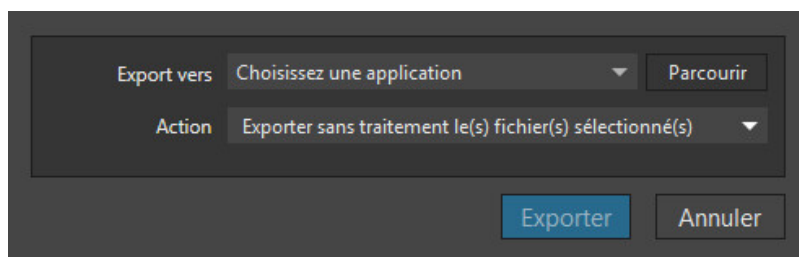 Export vers Choisissez une application Parcourir
Action Exporter sans traitement le(s) fichier(s) sélectionné(s)
Exporter Annuler